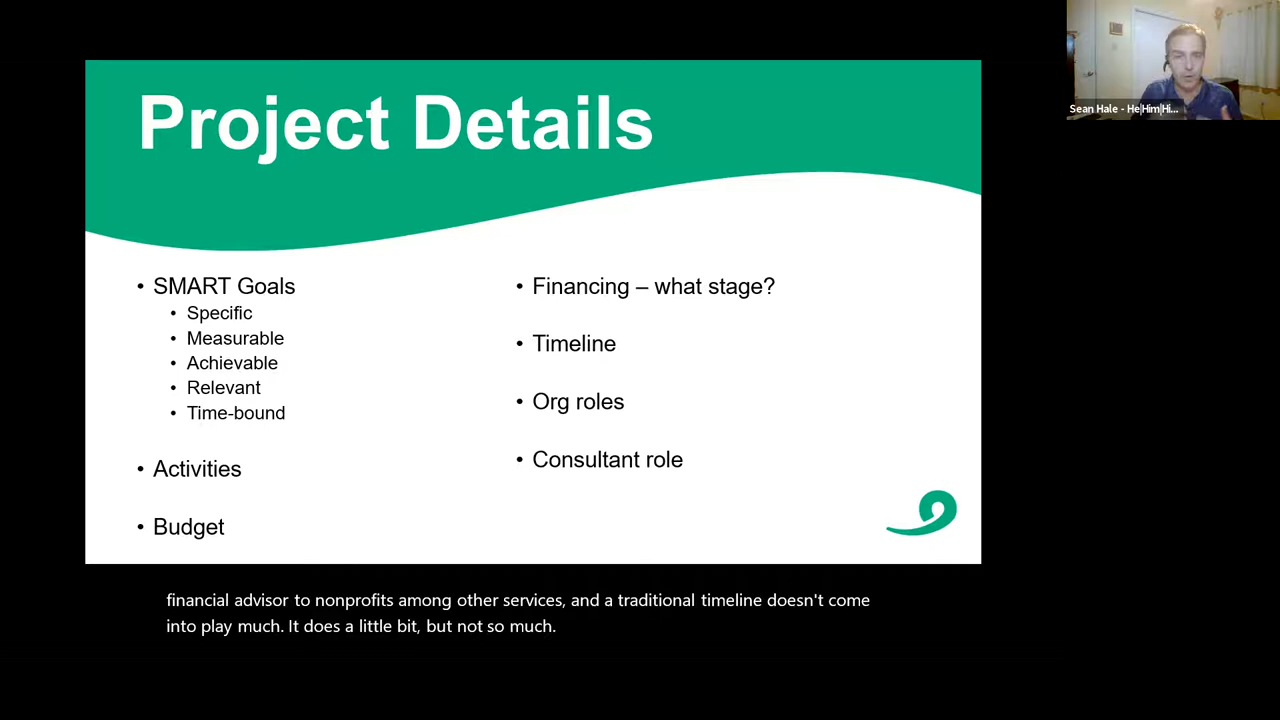 Project Details
SMART Goals
Specific
Measurable
Achievable
Relevant
Time-bound
Activities
Budget
Financing – what stage?
Timeline
Org roles
Consultant role
Sean Hale - He|Him|Hi...
financial advisor to nonprofits among other services, and a traditional timeline doesn't come
into play much. It does a little bit, but not so much.